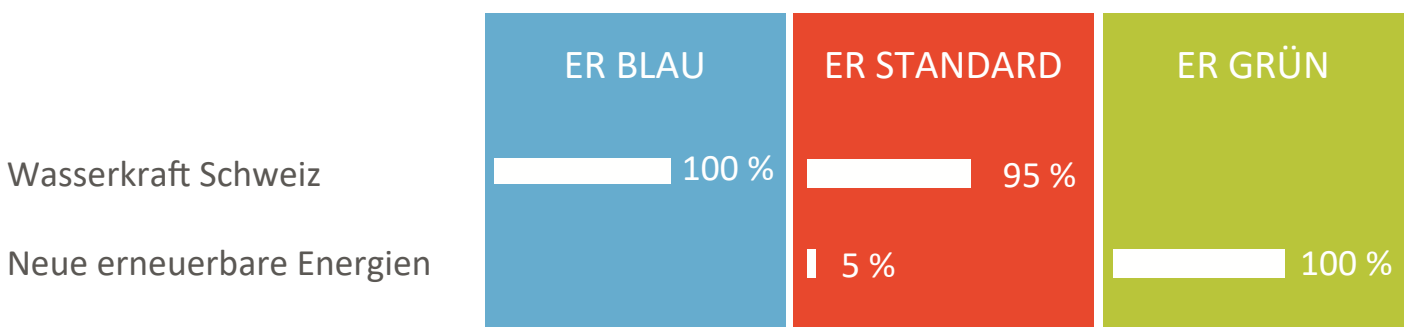 ER BLAU ER STANDARD ER GRÜN
Wasserkraft Schweiz 100 % 95 %
Neue erneuerbare Energien 5 % 100 %